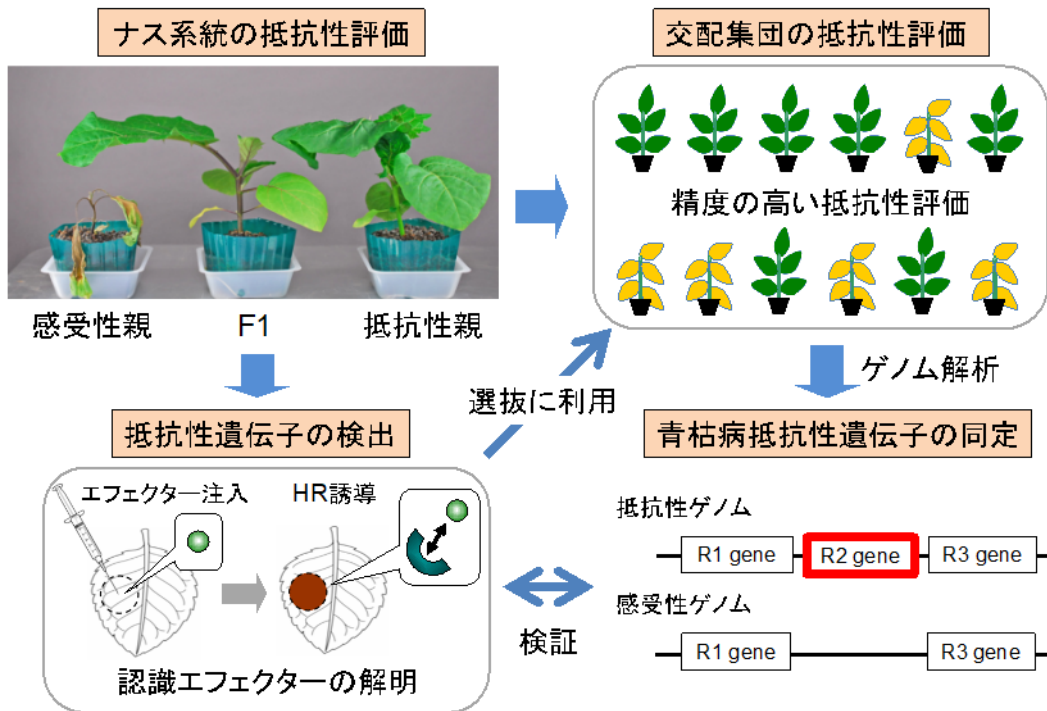 ナス系統の抵抗性評価
交配集団の抵抗性評価
精度の高い抵抗性評価
感受性親
F1
抵抗性親
ゲノム解析
選抜に利用
抵抗性遺伝子の検出
青枯病抵抗性遺伝子の同定
エフェクター注入
HR誘導
認識エフェクターの解明
検証
抵抗性ゲノム
R1 gene
R2 gene
R3 gene
感受性ゲノム
R1 gene
R3 gene